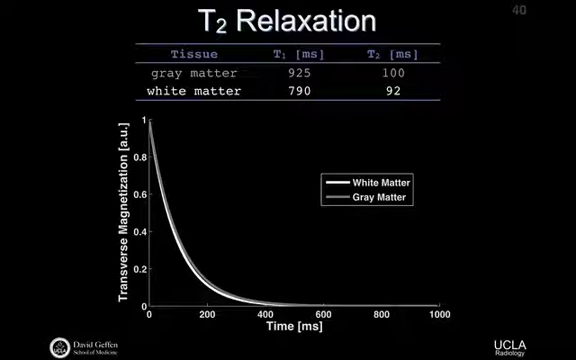 40
T2 Relaxation
Tissue T1 [ms] T2 [ms]
gray matter 925 100
white matter 790 92
Transverse Magnetization [a.u.]
1
0.8
0.6
0.4
0.2
0
White Matter
Gray Matter
0 200 400 600 800 1000
Time [ms]
UCLA
David Geffen
School of Medicine
UCLA
Radiology